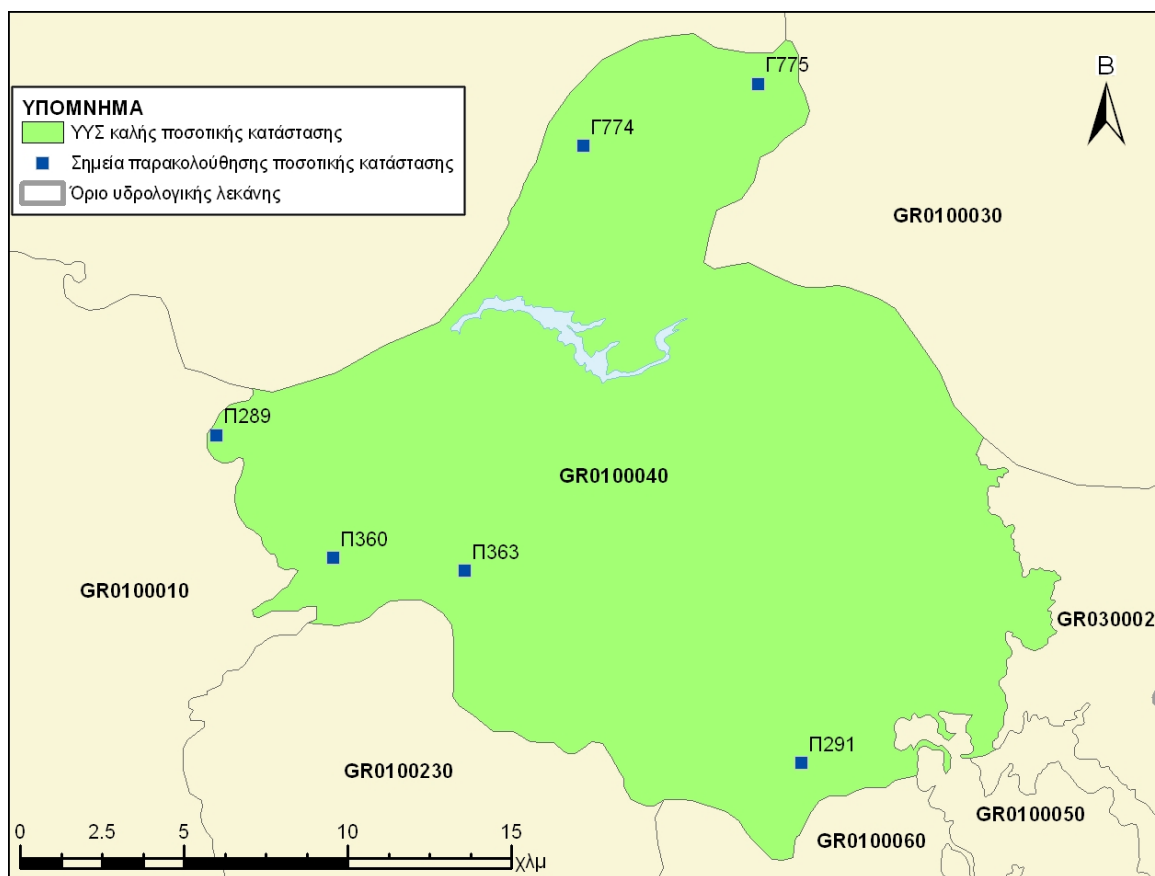 Γ775
Β
ΥΠΟΜΝΗΜΑ
ΥΥΣ καλής ποσοτικής κατάστασης
Σημεία παρακολούθησης ποσοτικής κατάστασης
Όριο υδρολογικής λεκάνης
Γ774
GR0100030
Π289
GR0100040
Π360
Π363
GR0100010
GR030002
Π291
GR0100230
GR0100050
GR0100060
0 2.5 5 10 15
χλμ